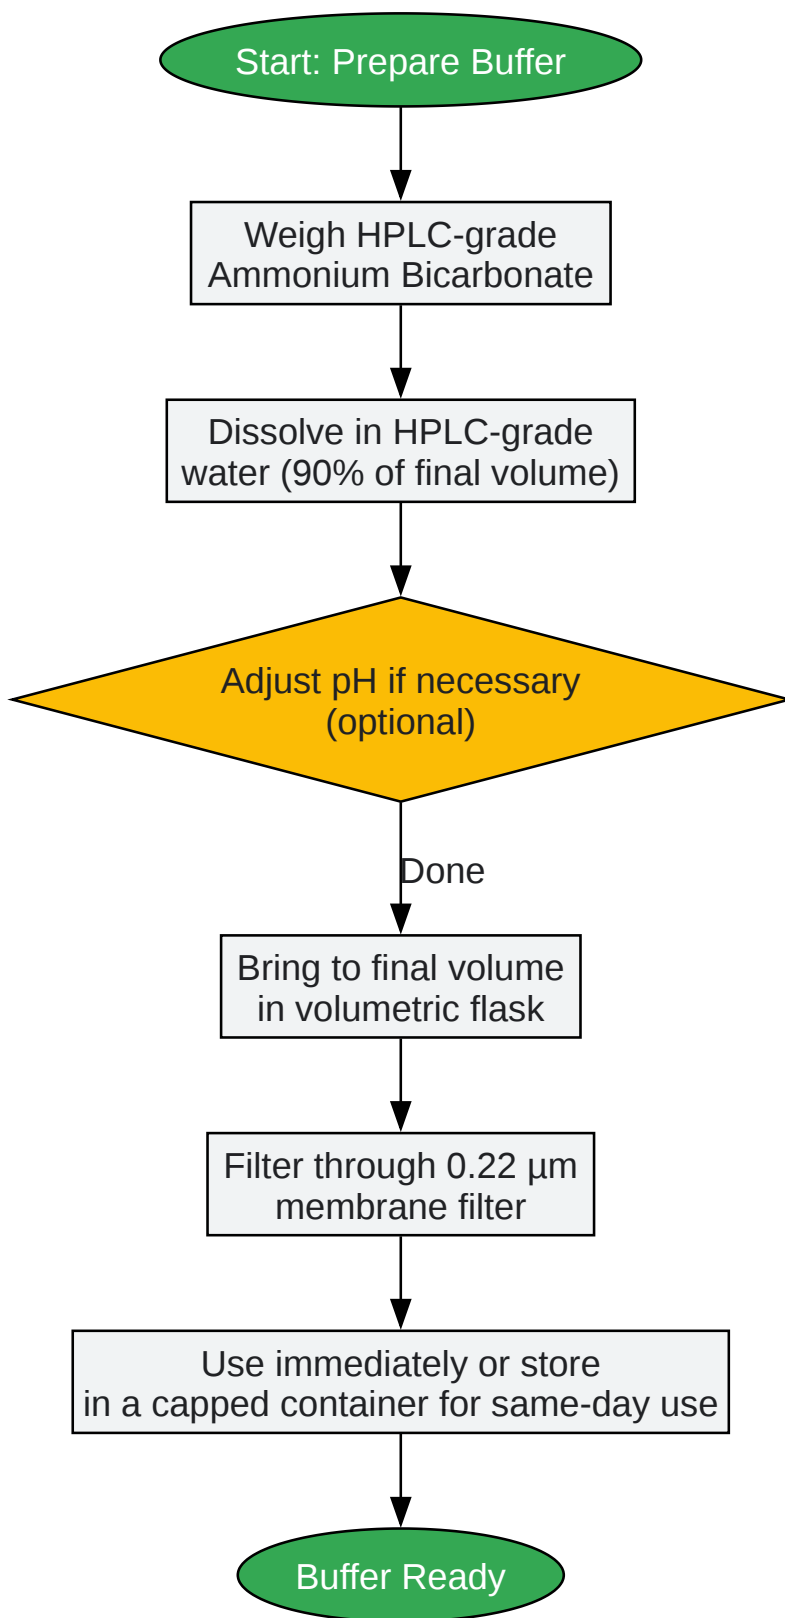 Start: Prepare Buffer
Weigh HPLC-grade
Ammonium Bicarbonate
Dissolve in HPLC-grade
water (90% of final volume)
Adjust pH if necessary
(optional)
Done
Bring to final volume
in volumetric flask
Filter through 0.22 µm
membrane filter
Use immediately or store
in a capped container for same-day use
Buffer Ready